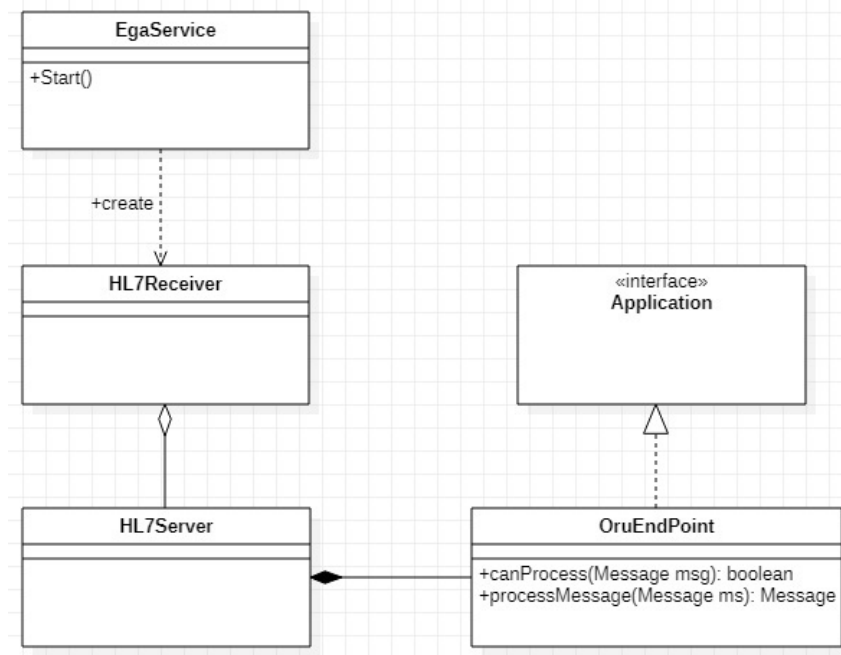 EgaService
+Start()
+create
HL7Receiver
«interface»
Application
HL7Server
OruEndPoint
+canProcess(Message msg): boolean
+processMessage(Message ms): Message